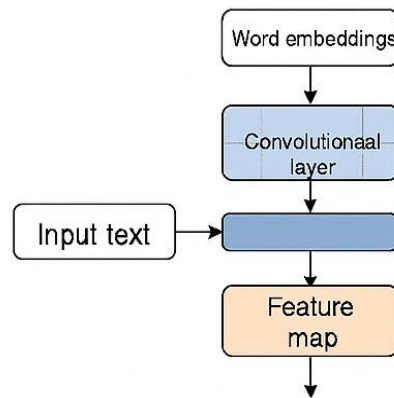 Word embeddings
Convolutionaal
layer
Input text
Feature
map